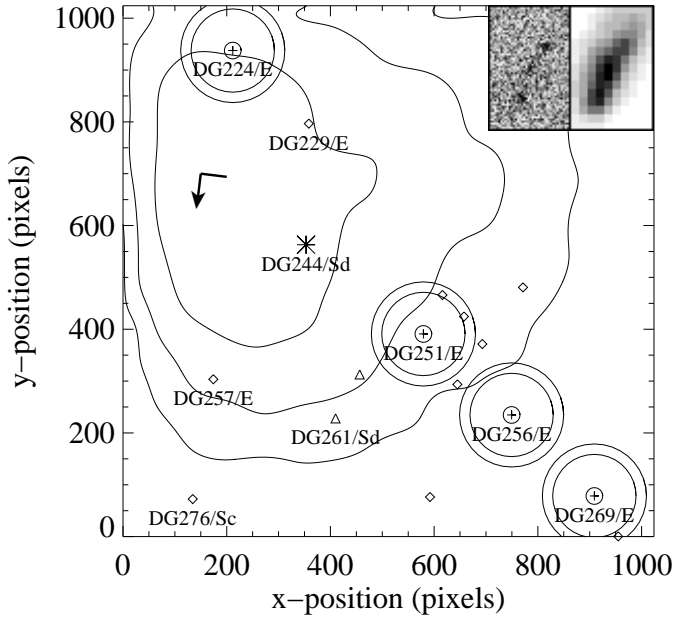 1000
DG224/E
800
DG229/E
y−position (pixels)
600
DG244/Sd
400
DG251/E
DG257/E
DG261/Sd
DG256/E
200
DG276/Sc
DG269/E
0
0 200 400 600 800 1000
x−position (pixels)